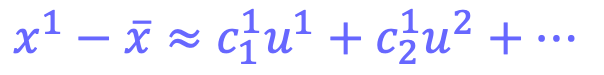 x¹ − x̄ ≈ c₁¹u¹ + c₂¹u² + ⋯